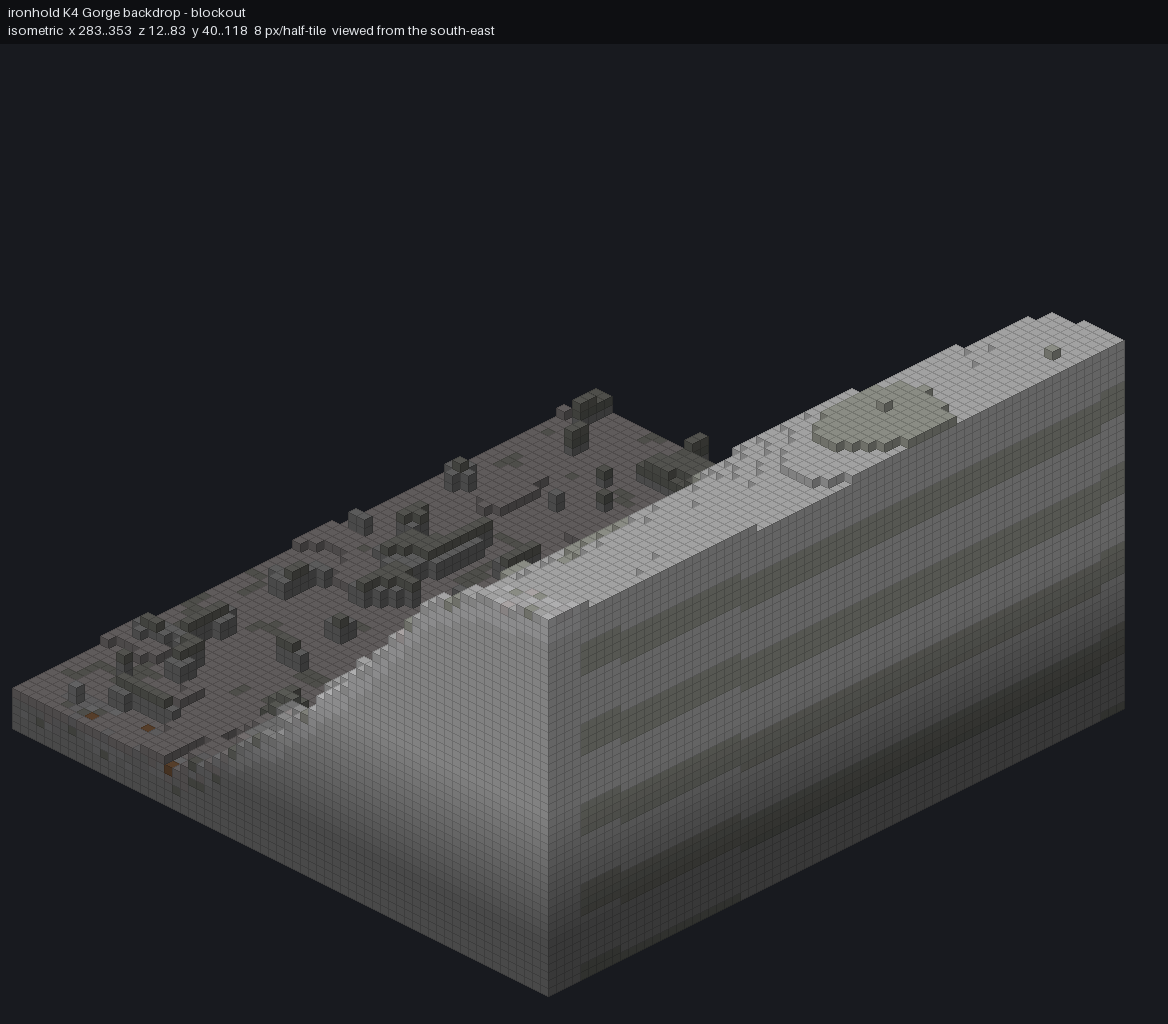 ironhold K4 Gorge backdrop - blockout
isometric x 283..353 z 12..83 y 40..118 8 px/half-tile viewed from the south-east